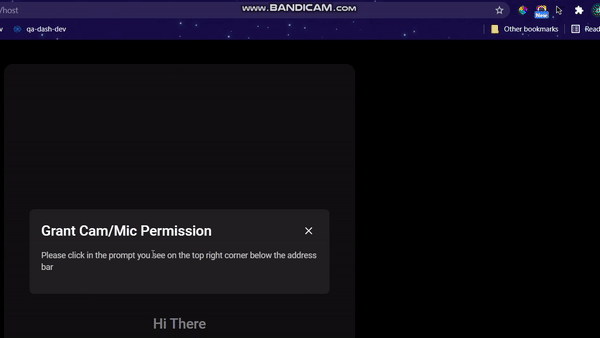 /host
WWW.BANDICAM.COM
New
qa-dash-dev
Other bookmarks
Read
Grant Cam/Mic Permission
Please click in the prompt you see on the top right corner below the address
bar
Hi There